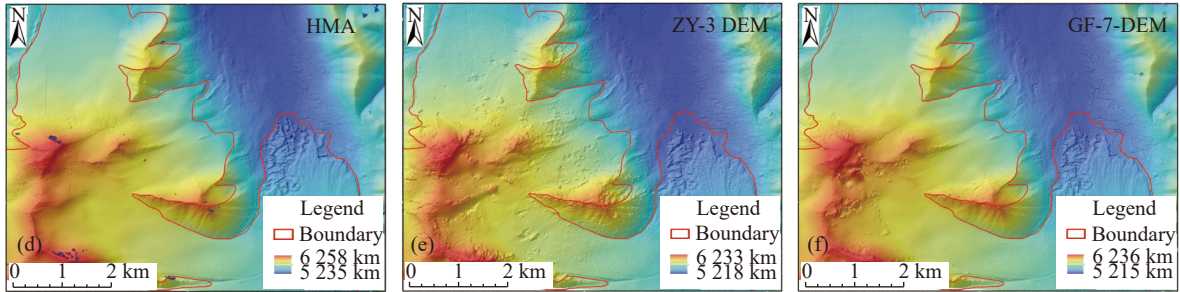 N
HMA
Legend
Boundary
6 258 km
5 235 km
(d)
0 1 2 km
N
ZY-3 DEM
Legend
Boundary
6 233 km
5 218 km
(e)
0 1 2 km
N
GF-7-DEM
Legend
Boundary
6 236 km
5 215 km
(f)
0 1 2 km